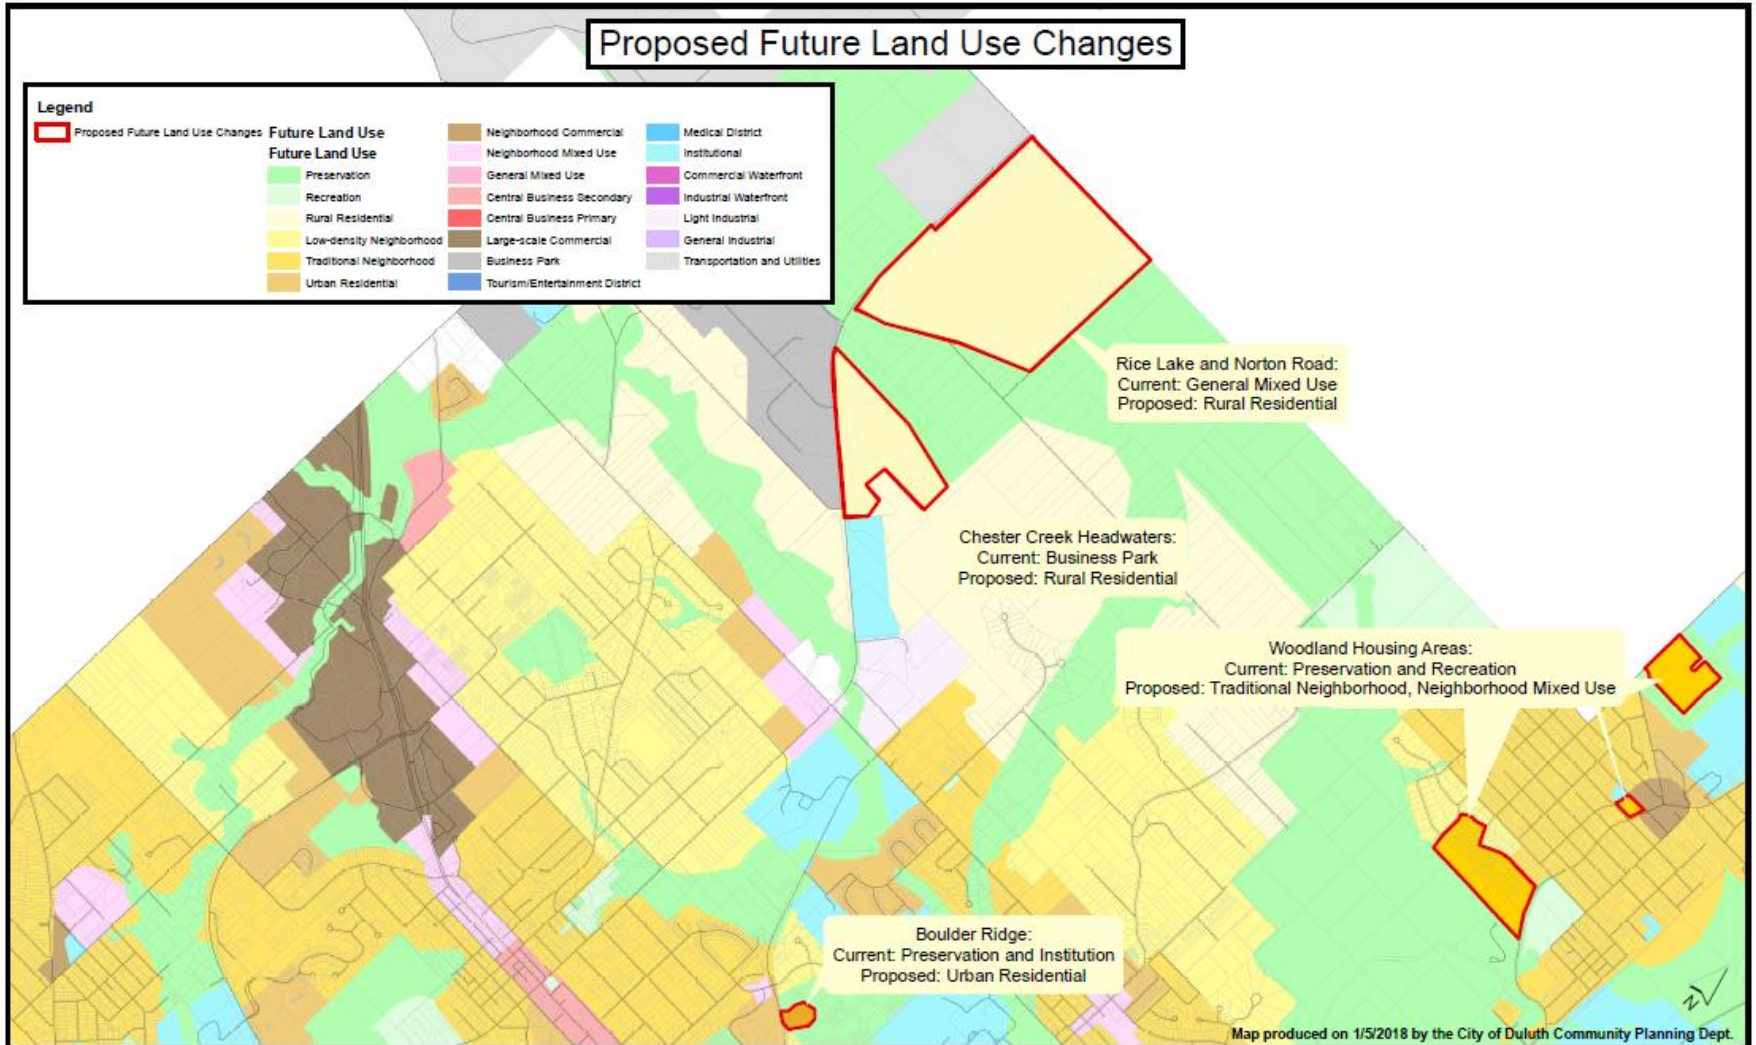 Proposed Future Land Use Changes
Legend
Proposed Future Land Use Changes
Future Land Use
Future Land Use
Preservation
Recreation
Rural Residential
Low-density Neighborhood
Traditional Neighborhood
Urban Residential
Neighborhood Commercial
Neighborhood Mixed Use
General Mixed Use
Central Business Secondary
Central Business Primary
Large-scale Commercial
Business Park
Tourism/Entertainment District
Medical District
Institutional
Commercial Waterfront
Industrial Waterfront
Light Industrial
General Industrial
Transportation and Utilities
Rice Lake and Norton Road:
Current: General Mixed Use
Proposed: Rural Residential
Chester Creek Headwaters:
Current: Business Park
Proposed: Rural Residential
Woodland Housing Areas:
Current: Preservation and Recreation
Proposed: Traditional Neighborhood, Neighborhood Mixed Use
Boulder Ridge:
Current: Preservation and Institution
Proposed: Urban Residential
N
Map produced on 1/5/2018 by the City of Duluth Community Planning Dept.